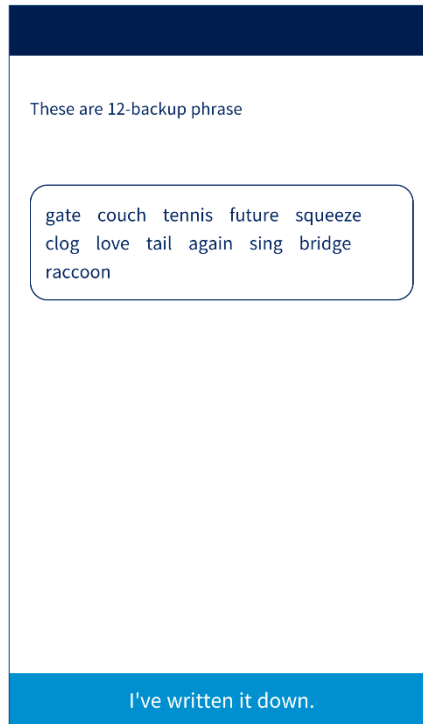 These are 12-backup phrase
gate couch tennis future squeeze
clog love tail again sing bridge
raccoon
I've written it down.